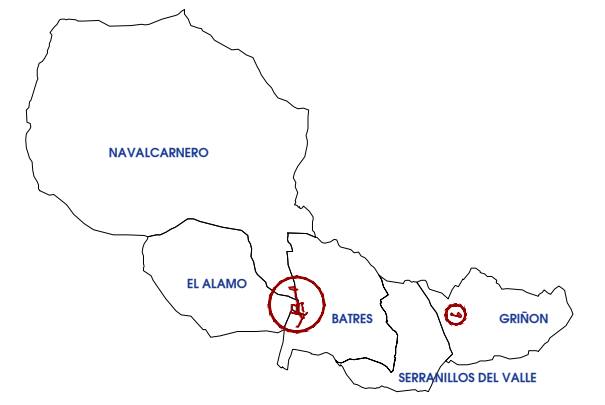 NAVALCARNERO
EL ALAMO
BATRES
GRIÑON
SERRANILLOS DEL VALLE